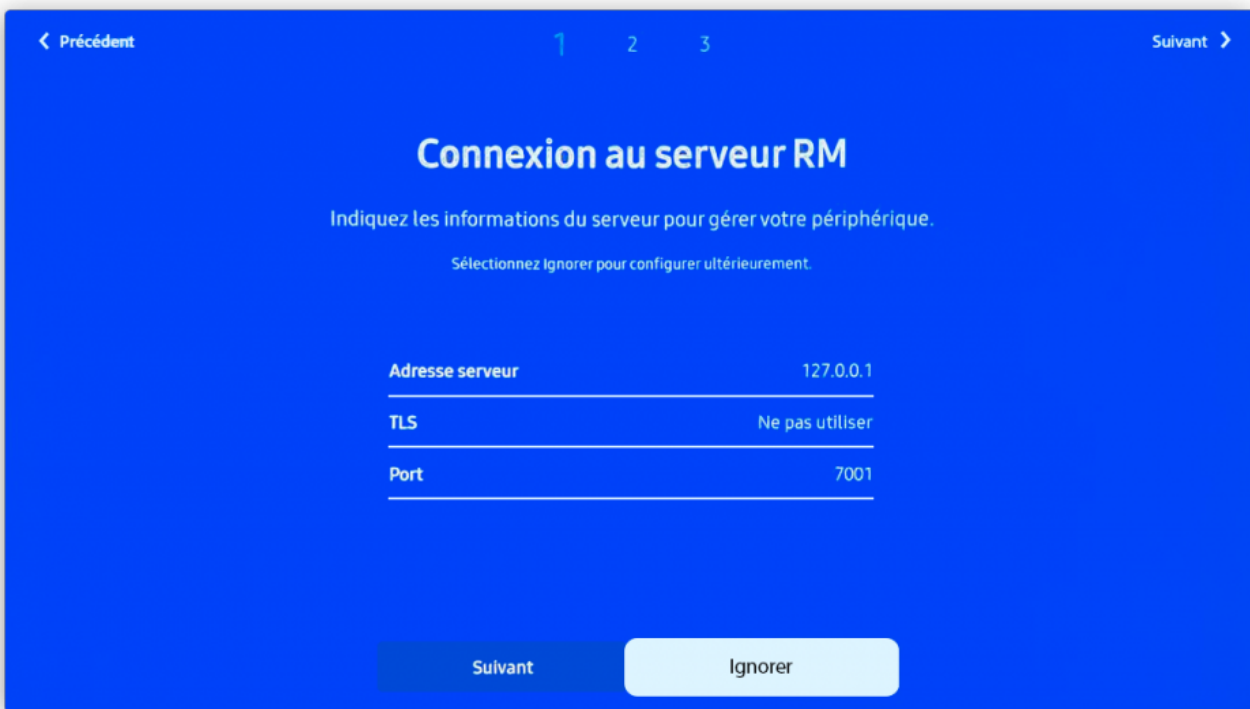 Précédent
1 2 3
Suivant
Connexion au serveur RM
Indiquez les informations du serveur pour gérer votre périphérique.
Sélectionnez Ignorer pour configurer ultérieurement.
Adresse serveur 127.0.0.1
TLS Ne pas utiliser
Port 7001
Suivant Ignorer